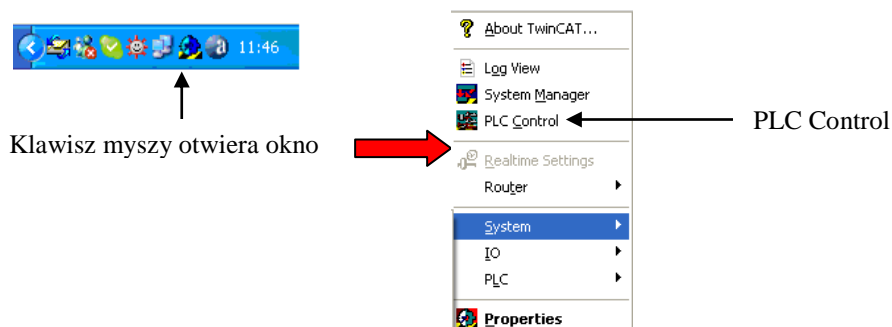 11:46
Klawisz myszy otwiera okno
About TwinCAT...
Log View
System Manager
PLC Control
PLC Control
Realtime Settings
Router
System
IO
PLC
Properties